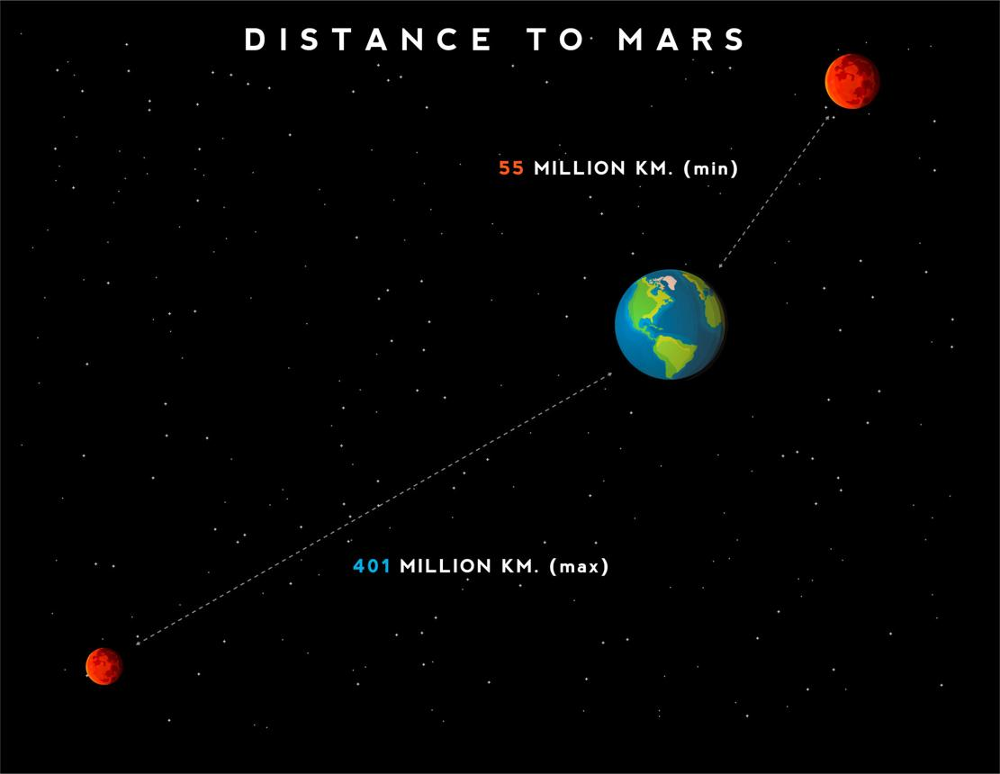 DISTANCE TO MARS
55 MILLION KM. (min)
401 MILLION KM. (max)